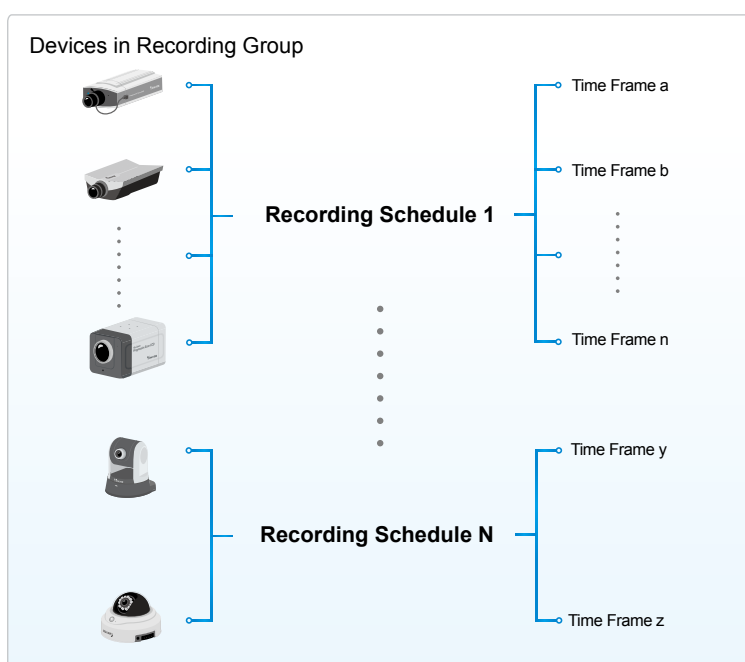 Devices in Recording Group
Time Frame a
Time Frame b
Recording Schedule 1
Time Frame n
Time Frame y
Recording Schedule N
Time Frame z